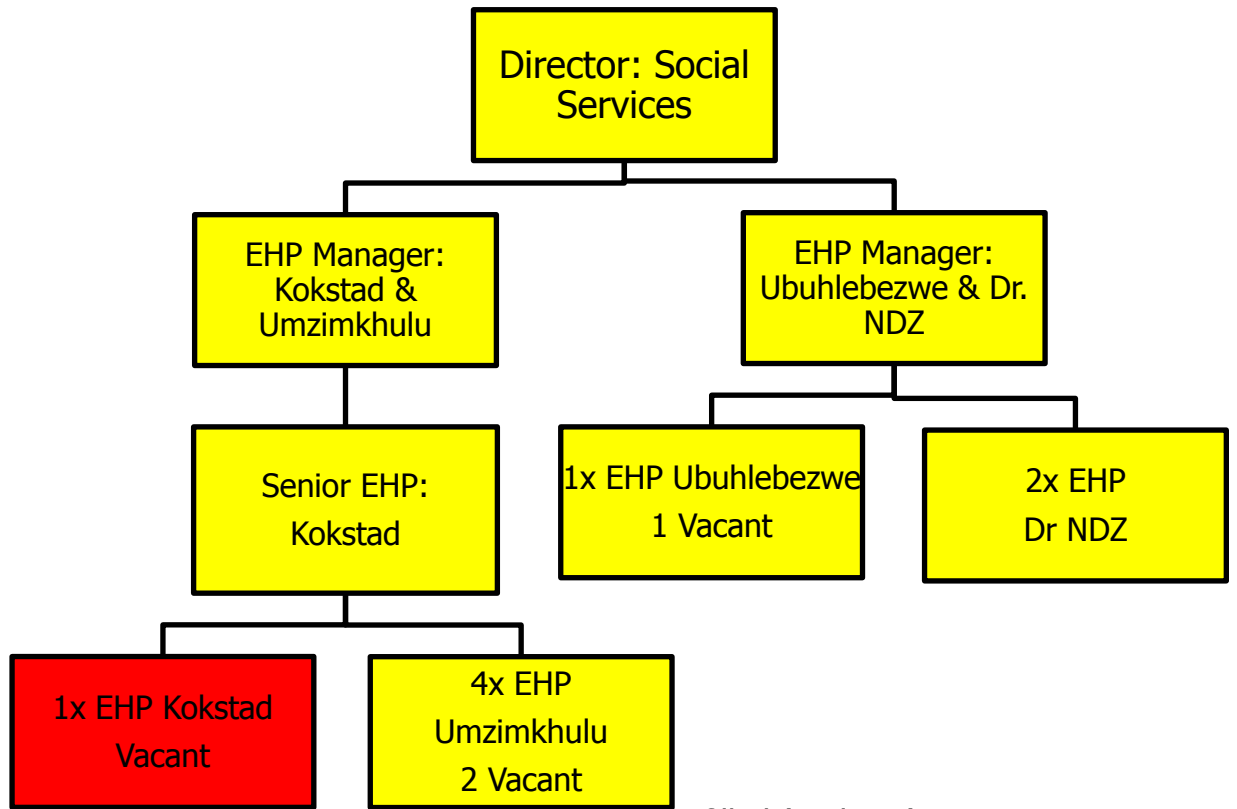 Director: Social
Services
EHP Manager:
Kokstad &
Umzimkhulu
EHP Manager:
Ubuhlebezwe & Dr.
NDZ
Senior EHP:
Kokstad
1x EHP Ubuhlebezwe
1 Vacant
2x EHP
Dr NDZ
1x EHP Kokstad
Vacant
4x EHP
Umzimkhulu
2 Vacant